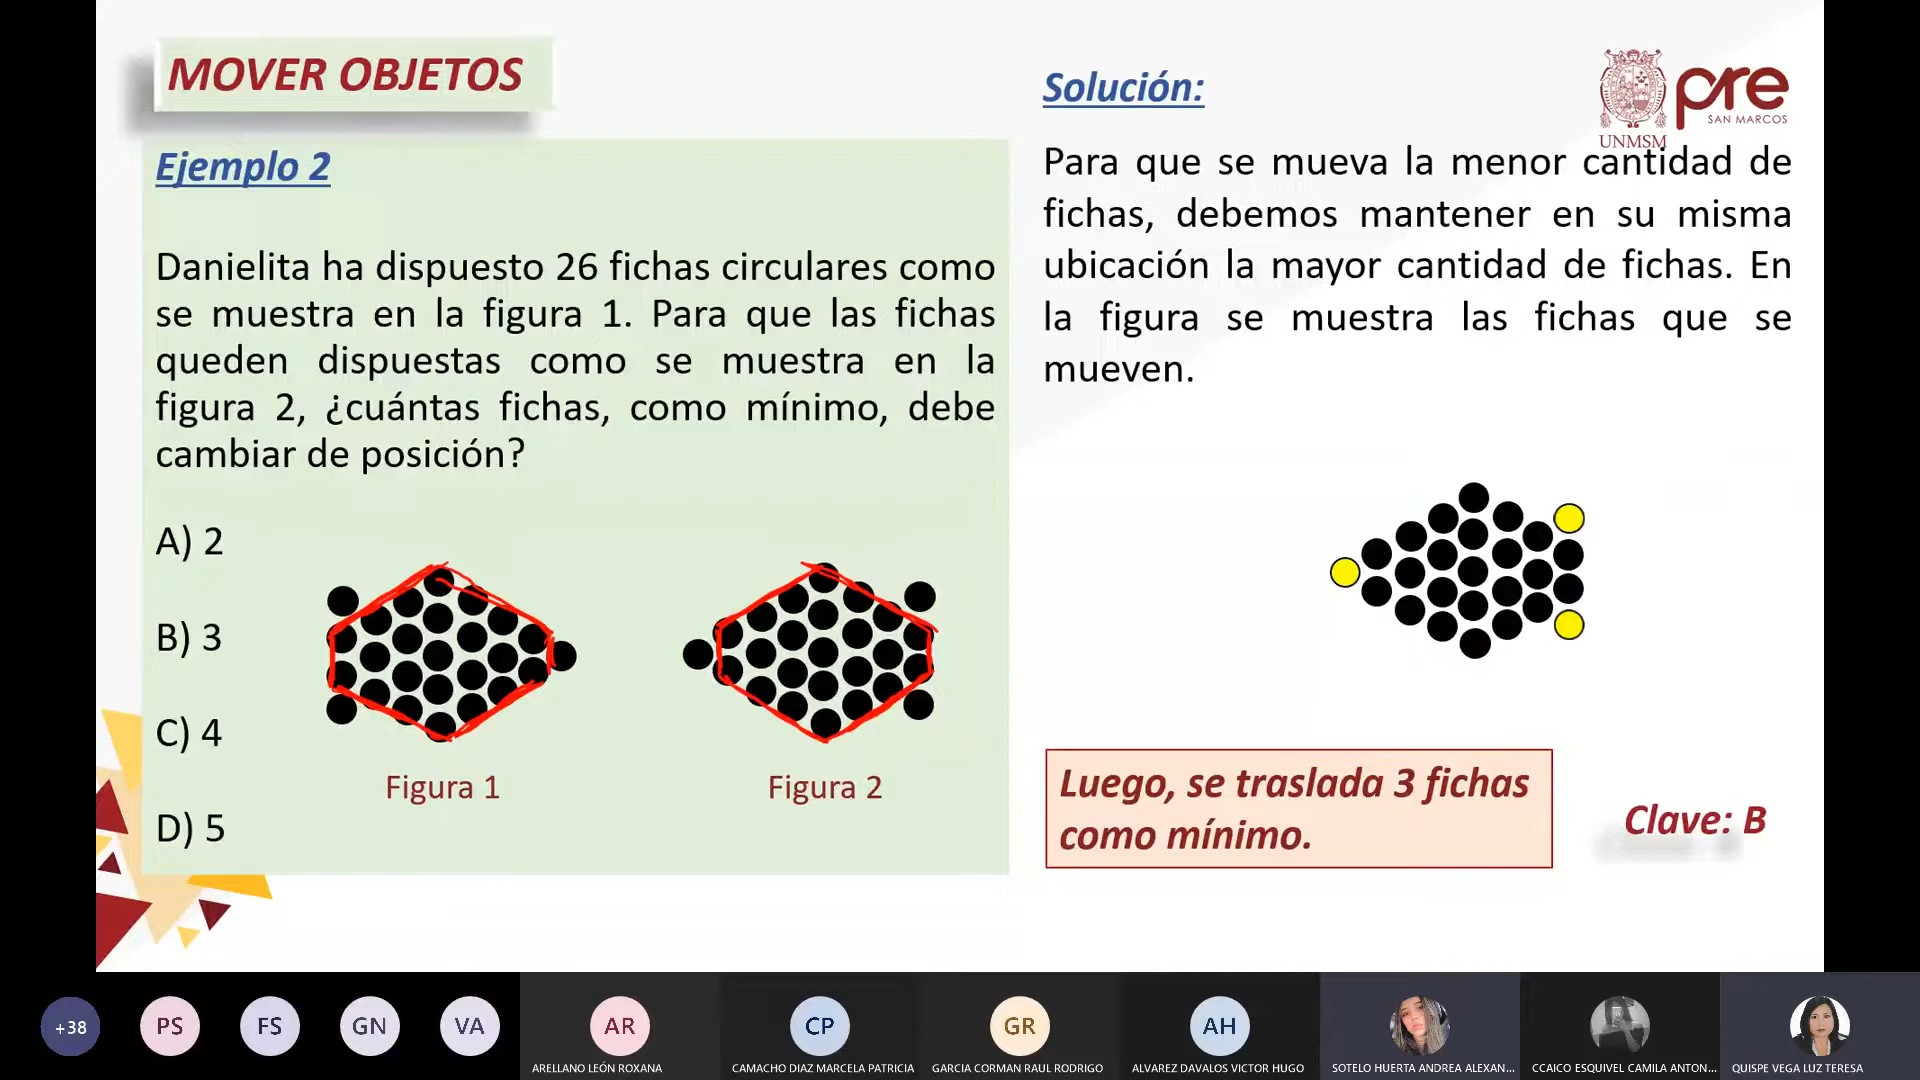 MOVER OBJETOS
Ejemplo 2
Danielita ha dispuesto 26 fichas circulares como
se muestra en la figura 1. Para que las fichas
queden dispuestas como se muestra en la
figura 2, ¿cuántas fichas, como mínimo, debe
cambiar de posición?
A) 2
B) 3
C) 4
D) 5
Figura 1
Figura 2
Solución:
UNMSM
pre
SAN MARCOS
Para que se mueva la menor cantidad de
fichas, debemos mantener en su misma
ubicación la mayor cantidad de fichas. En
la figura se muestra las fichas que se
mueven.
Luego, se traslada 3 fichas
como mínimo.
Clave: B
+38
PS
FS
GN
VA
AR
CP
GR
AH
ARELLANO LEÓN ROXANA
CAMACHO DIAZ MARCELA PATRICIA
GARCIA CORMAN RAUL RODRIGO
ALVAREZ DAVALOS VICTOR HUGO
SOTELO HUERTA ANDREA ALEXAN...
CCAICO ESQUIVEL CAMILA ANTON...
QUISPE VEGA LUZ TERESA